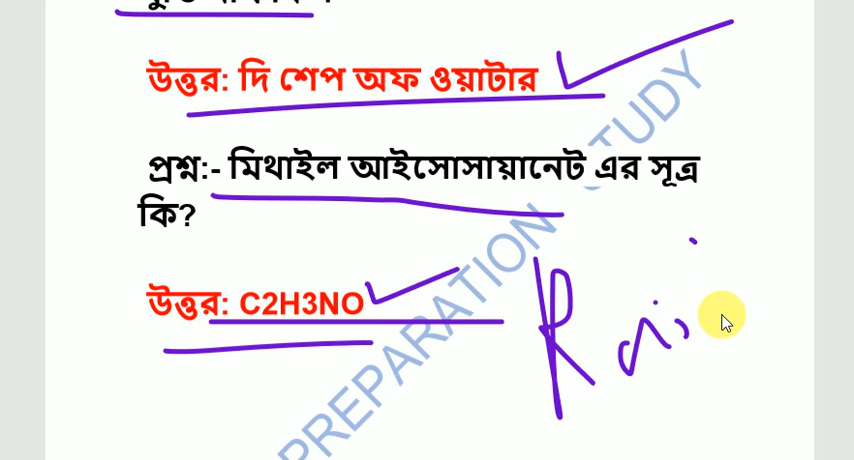 উত্তর: দি শেপ অফ ওয়াটার
প্রশ্ন:- মিথাইল আইসোসায়ানেট এর সূত্র
কি?
উত্তর: C2H3NO
PREPARATION STUDY